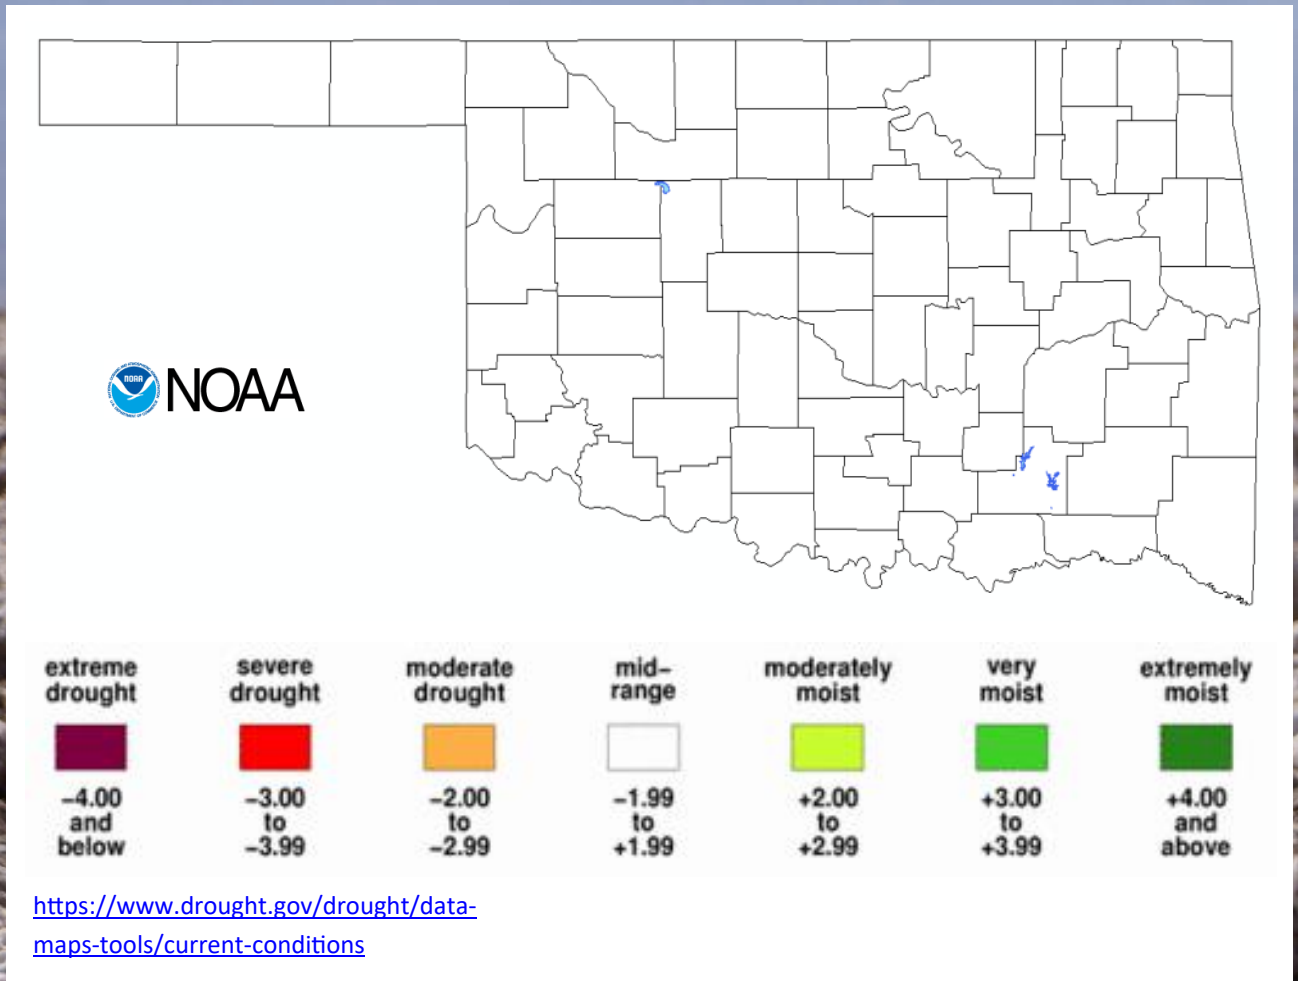 NOAA
NOAA
extreme drought
severe drought
moderate drought
mid-range
moderately moist
very moist
extremely moist
−4.00 and below
−3.00 to −3.99
−2.00 to −2.99
−1.99 to +1.99
+2.00 to +2.99
+3.00 to +3.99
+4.00 and above
https://www.drought.gov/drought/data-
maps-tools/current-conditions